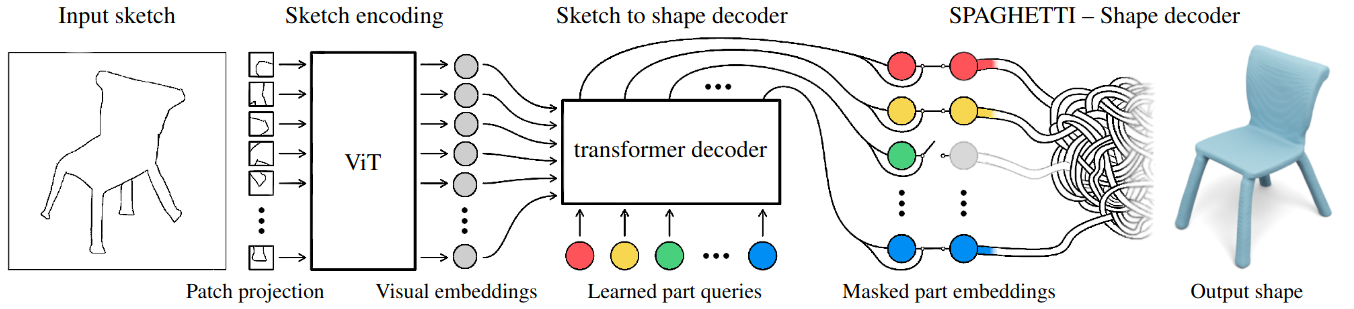 Input sketch
Sketch encoding
Sketch to shape decoder
SPAGHETTI – Shape decoder
ViT
transformer decoder
Patch projection
Visual embeddings
Learned part queries
Masked part embeddings
Output shape